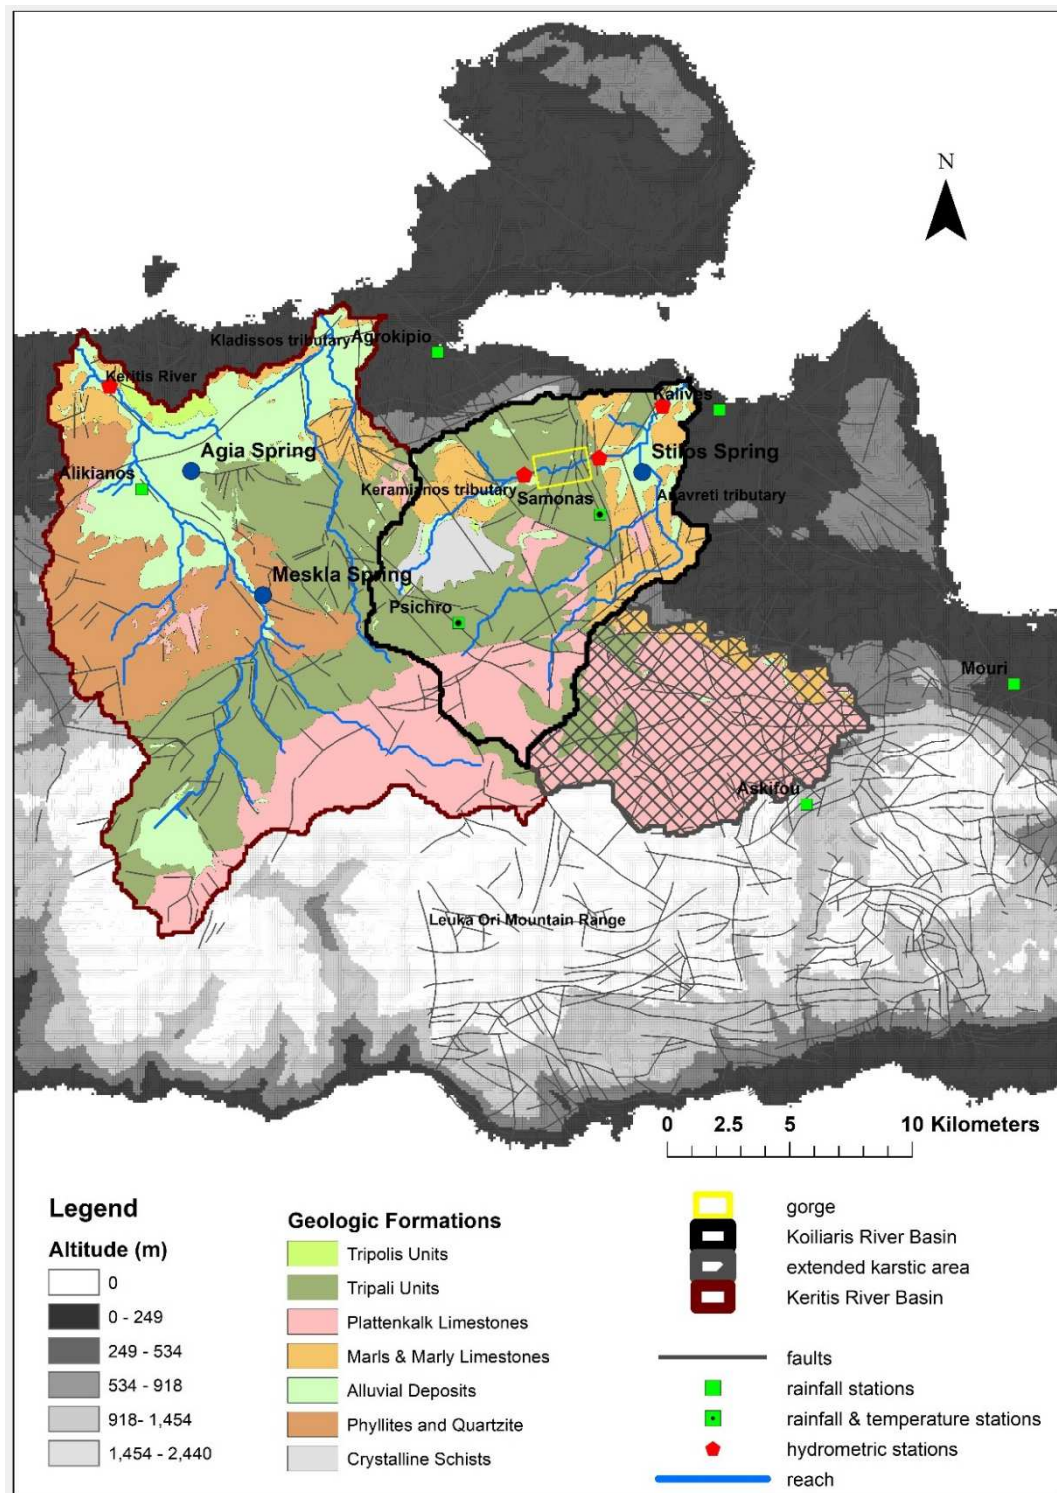 N
Kladissos tributary
Agrokipio
Keritis River
Kalives
Agia Spring
Stilos Spring
Alikianos
Keramianos tributary
Samonas
Anavreti tributary
Meskla Spring
Psichro
Mouri
Askifou
Leuka Ori Mountain Range
0 2.5 5 10 Kilometers
Legend
Altitude (m)
0
0 - 249
249 - 534
534 - 918
918- 1,454
1,454 - 2,440
Geologic Formations
Tripolis Units
Tripali Units
Plattenkalk Limestones
Marls & Marly Limestones
Alluvial Deposits
Phyllites and Quartzite
Crystalline Schists
gorge
Koiliaris River Basin
extended karstic area
Keritis River Basin
faults
rainfall stations
rainfall & temperature stations
hydrometric stations
reach